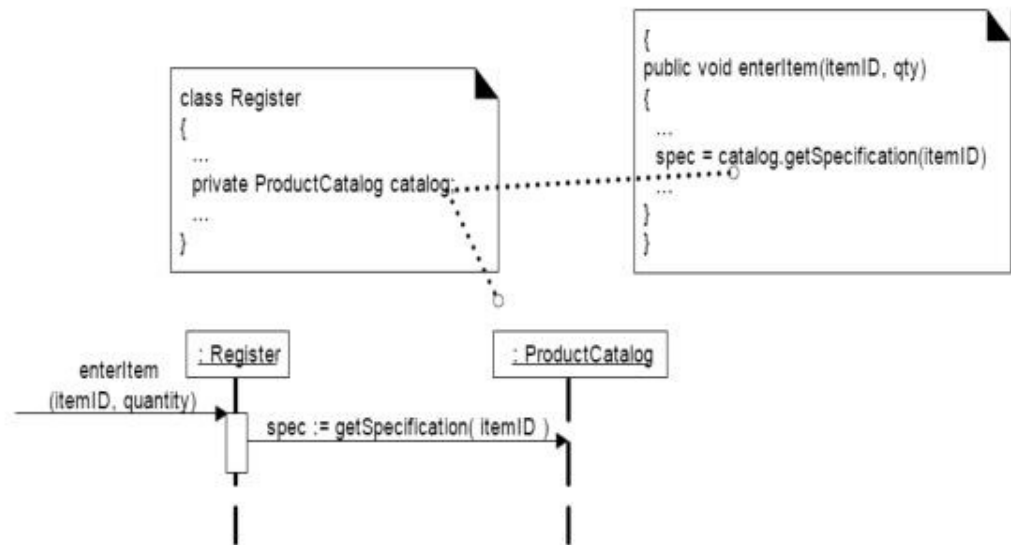 class Register
{
...
private ProductCatalog catalog;
...
}
{
public void enterItem(itemID, qty)
{
...
spec = catalog.getSpecification(itemID)
...
}
}
: Register
: ProductCatalog
enterItem
(itemID, quantity)
spec := getSpecification( itemID )